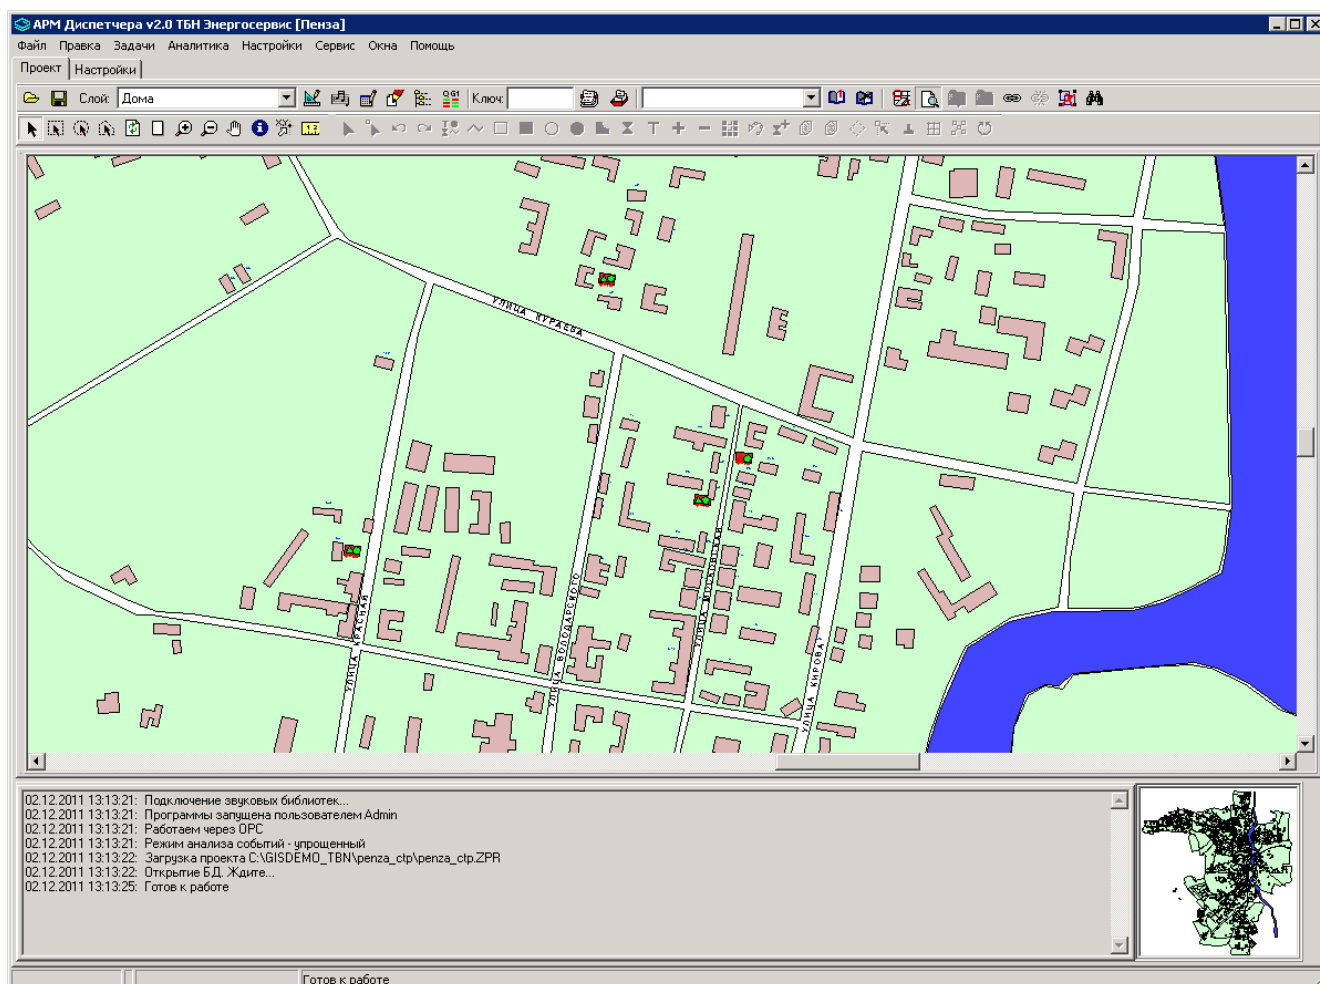 АРМ Диспетчера v2.0 ТБН Энергосервис [Пенза]
Файл Правка Задачи Аналитика Настройки Сервис Окна Помощь
Проект Настройки
Слой: Дома Ключ:
УЛИЦА КУРАЕВА
УЛИЦА КРАСНАЯ
УЛИЦА ВОЛОДАРСКОГО
УЛИЦА МОСКОВСКАЯ
УЛИЦА КИРОВА
02.12.2011 13:13:21: Подключение звуковых библиотек...
02.12.2011 13:13:21: Программы запущена пользователем Admin
02.12.2011 13:13:21: Работаем через OPC
02.12.2011 13:13:21: Режим анализа событий - упрощенный
02.12.2011 13:13:22: Загрузка проекта C:\GISDEMO_TBN\penza_ctp\penza_ctp.ZPR
02.12.2011 13:13:22: Открытие БД. Ждите...
02.12.2011 13:13:25: Готов к работе
Готов к работе